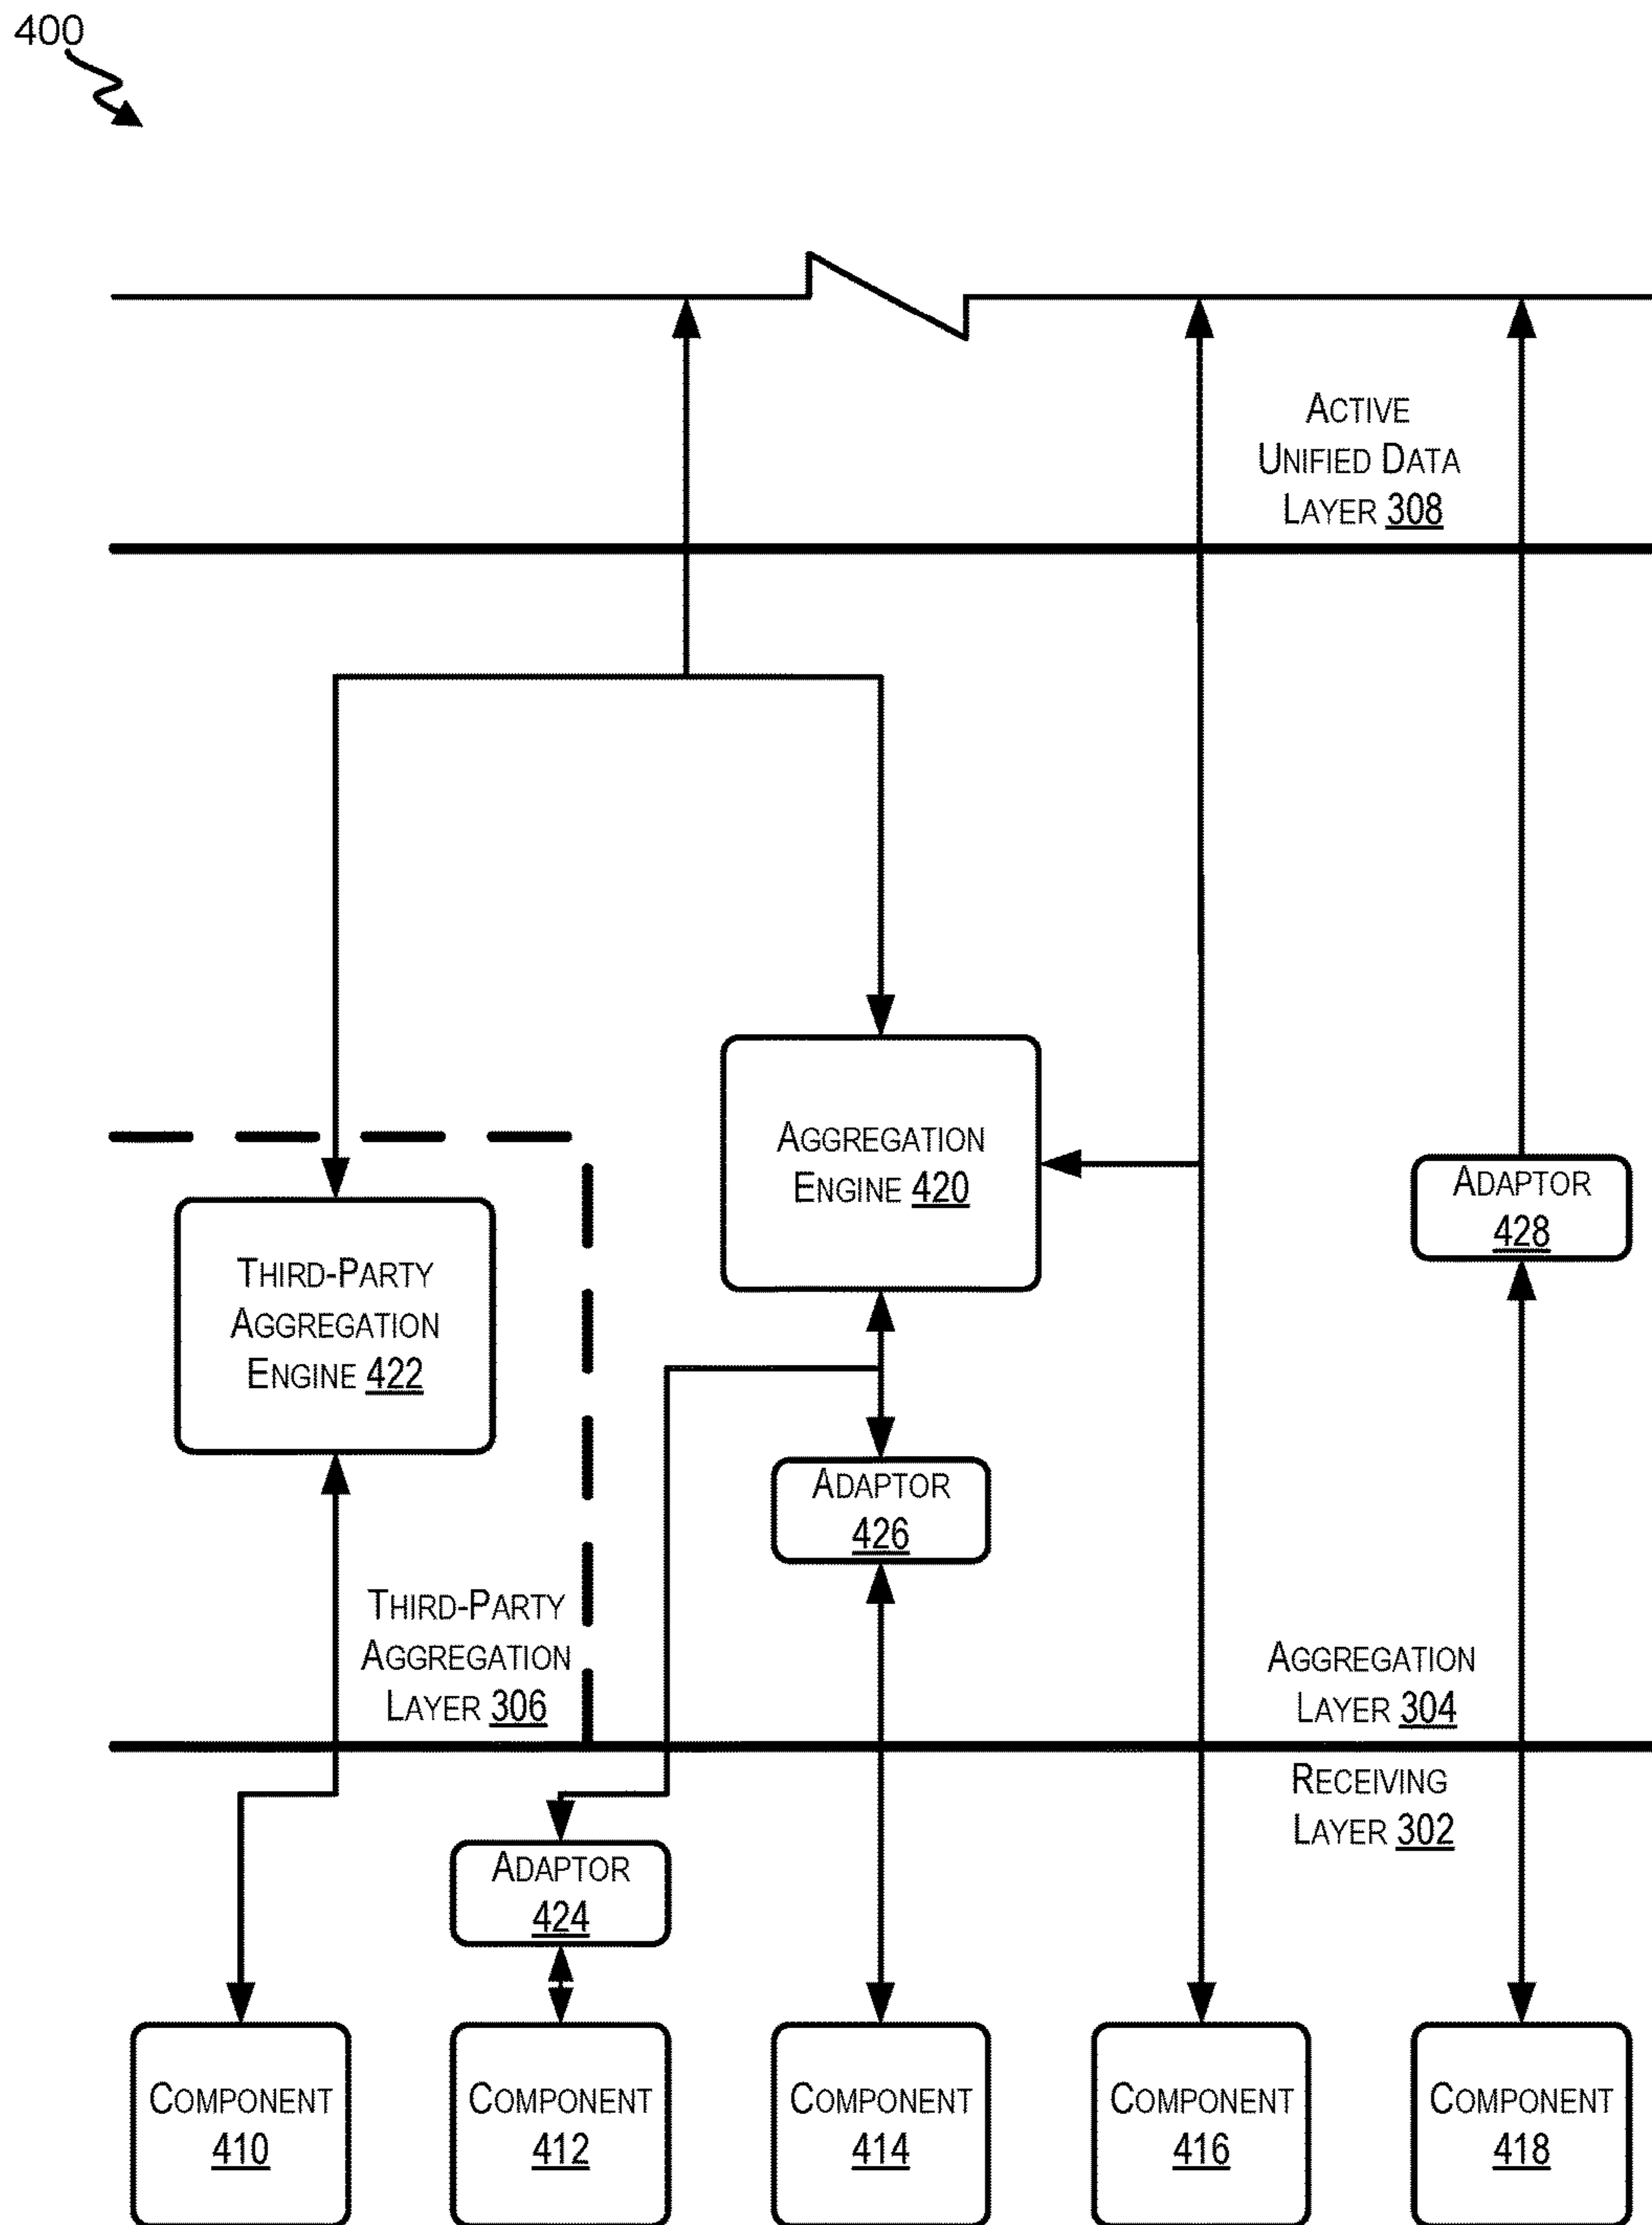 400
ACTIVE
UNIFIED DATA
LAYER 308
AGGREGATION
ENGINE 420
ADAPTOR
428
THIRD-PARTY
AGGREGATION
ENGINE 422
ADAPTOR
426
THIRD-PARTY
AGGREGATION
LAYER 306
AGGREGATION
LAYER 304
RECEIVING
LAYER 302
ADAPTOR
424
COMPONENT
410
COMPONENT
412
COMPONENT
414
COMPONENT
416
COMPONENT
418